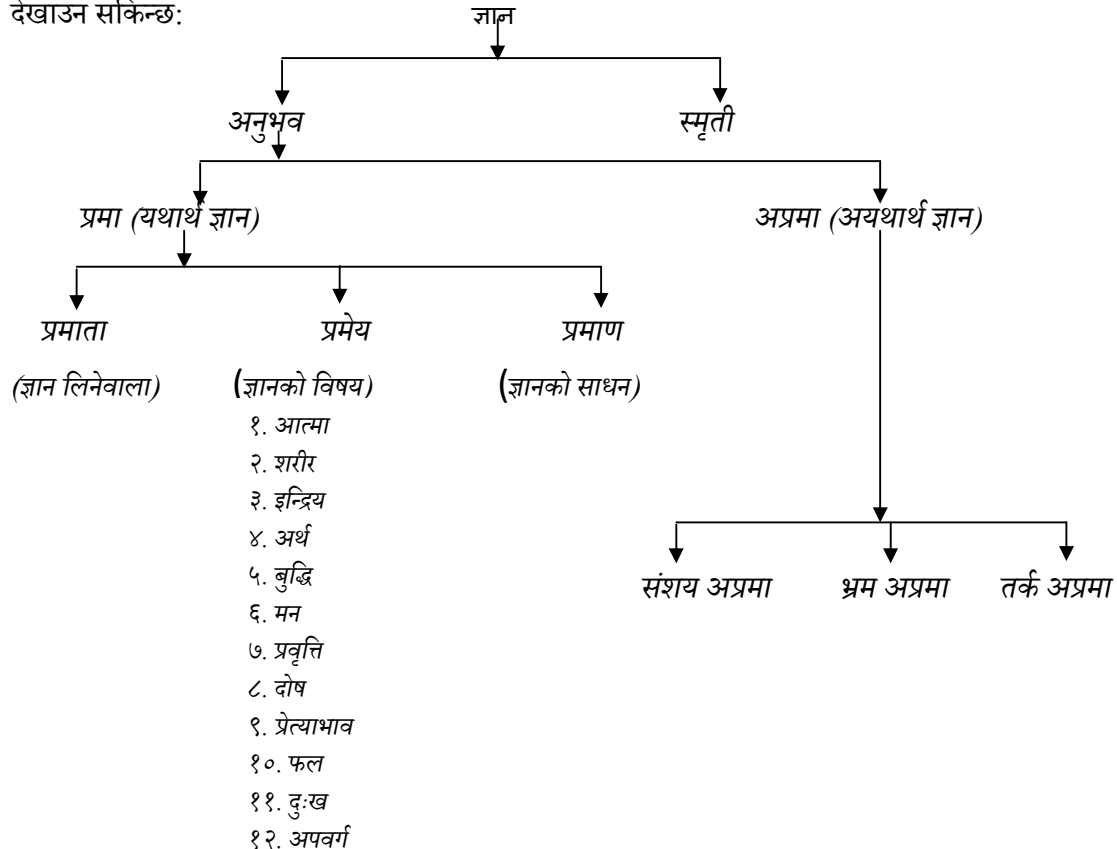 देखाउन सकिन्छ:
ज्ञान
अनुभव स्मृती
प्रमा (यथार्थ ज्ञान) अप्रमा (अयथार्थ ज्ञान)
प्रमाता प्रमेय प्रमाण
(ज्ञान लिनेवाला) (ज्ञानको विषय) (ज्ञानको साधन)
१. आत्मा
२. शरीर
३. इन्द्रिय
४. अर्थ
५. बुद्धि
६. मन
७. प्रवृत्ति
८. दोष
९. प्रेत्याभाव
१०. फल
११. दुःख
१२. अपवर्ग
संशय अप्रमा भ्रम अप्रमा तर्क अप्रमा